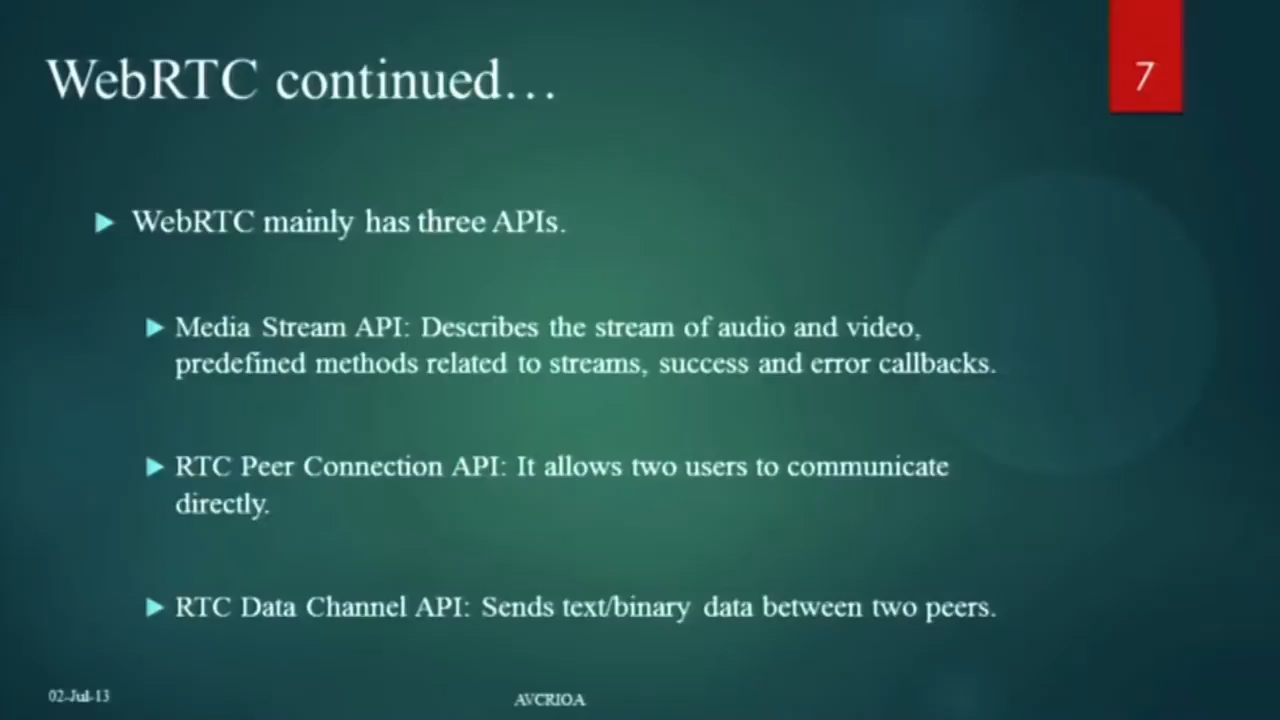 WebRTC continued…
7
WebRTC mainly has three APIs.
Media Stream API: Describes the stream of audio and video,
predefined methods related to streams, success and error callbacks.
RTC Peer Connection API: It allows two users to communicate
directly.
RTC Data Channel API: Sends text/binary data between two peers.
02-Jul-13
AVCRIOA